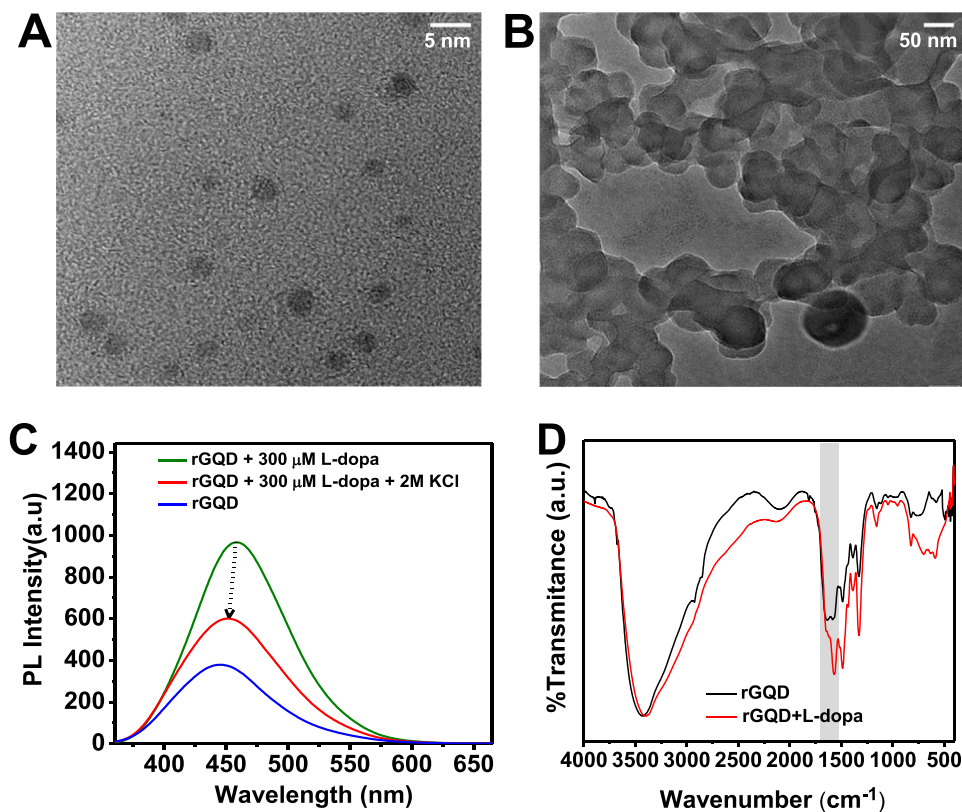 A
5 nm
B
50 nm
C
1400
1200
1000
800
600
400
200
0
PL Intensity(a.u)
rGQD + 300 μM L-dopa
rGQD + 300 μM L-dopa + 2M KCl
rGQD
400 450 500 550 600 650
Wavelength (nm)
D
%Transmitance (a.u.)
rGQD
rGQD+L-dopa
4000 3500 3000 2500 2000 1500 1000 500
Wavenumber (cm⁻¹)